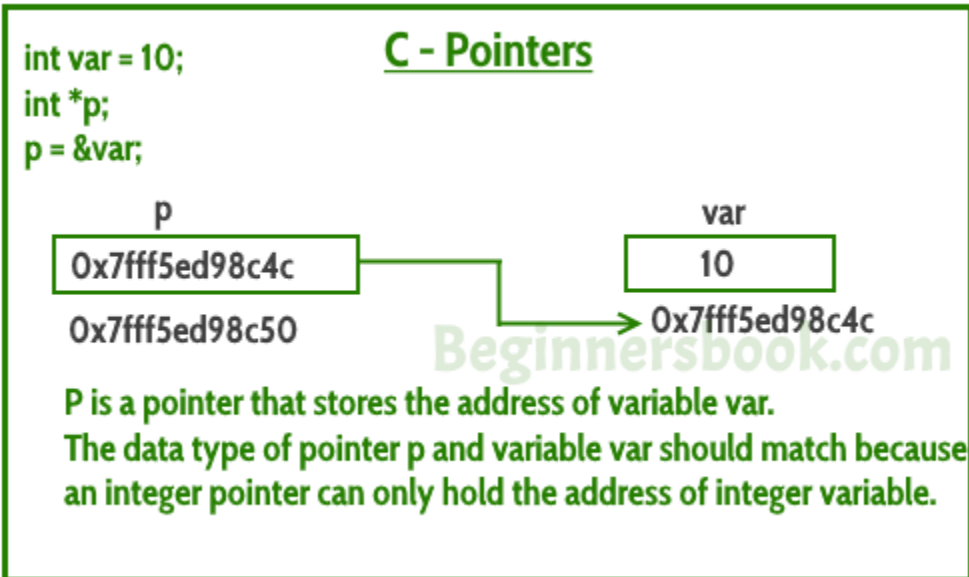 C - Pointers
int var = 10;
int *p;
p = &var;
p
var
0x7fff5ed98c4c
10
0x7fff5ed98c50
0x7fff5ed98c4c
Beginnersbook.com
P is a pointer that stores the address of variable var.
The data type of pointer p and variable var should match because
an integer pointer can only hold the address of integer variable.